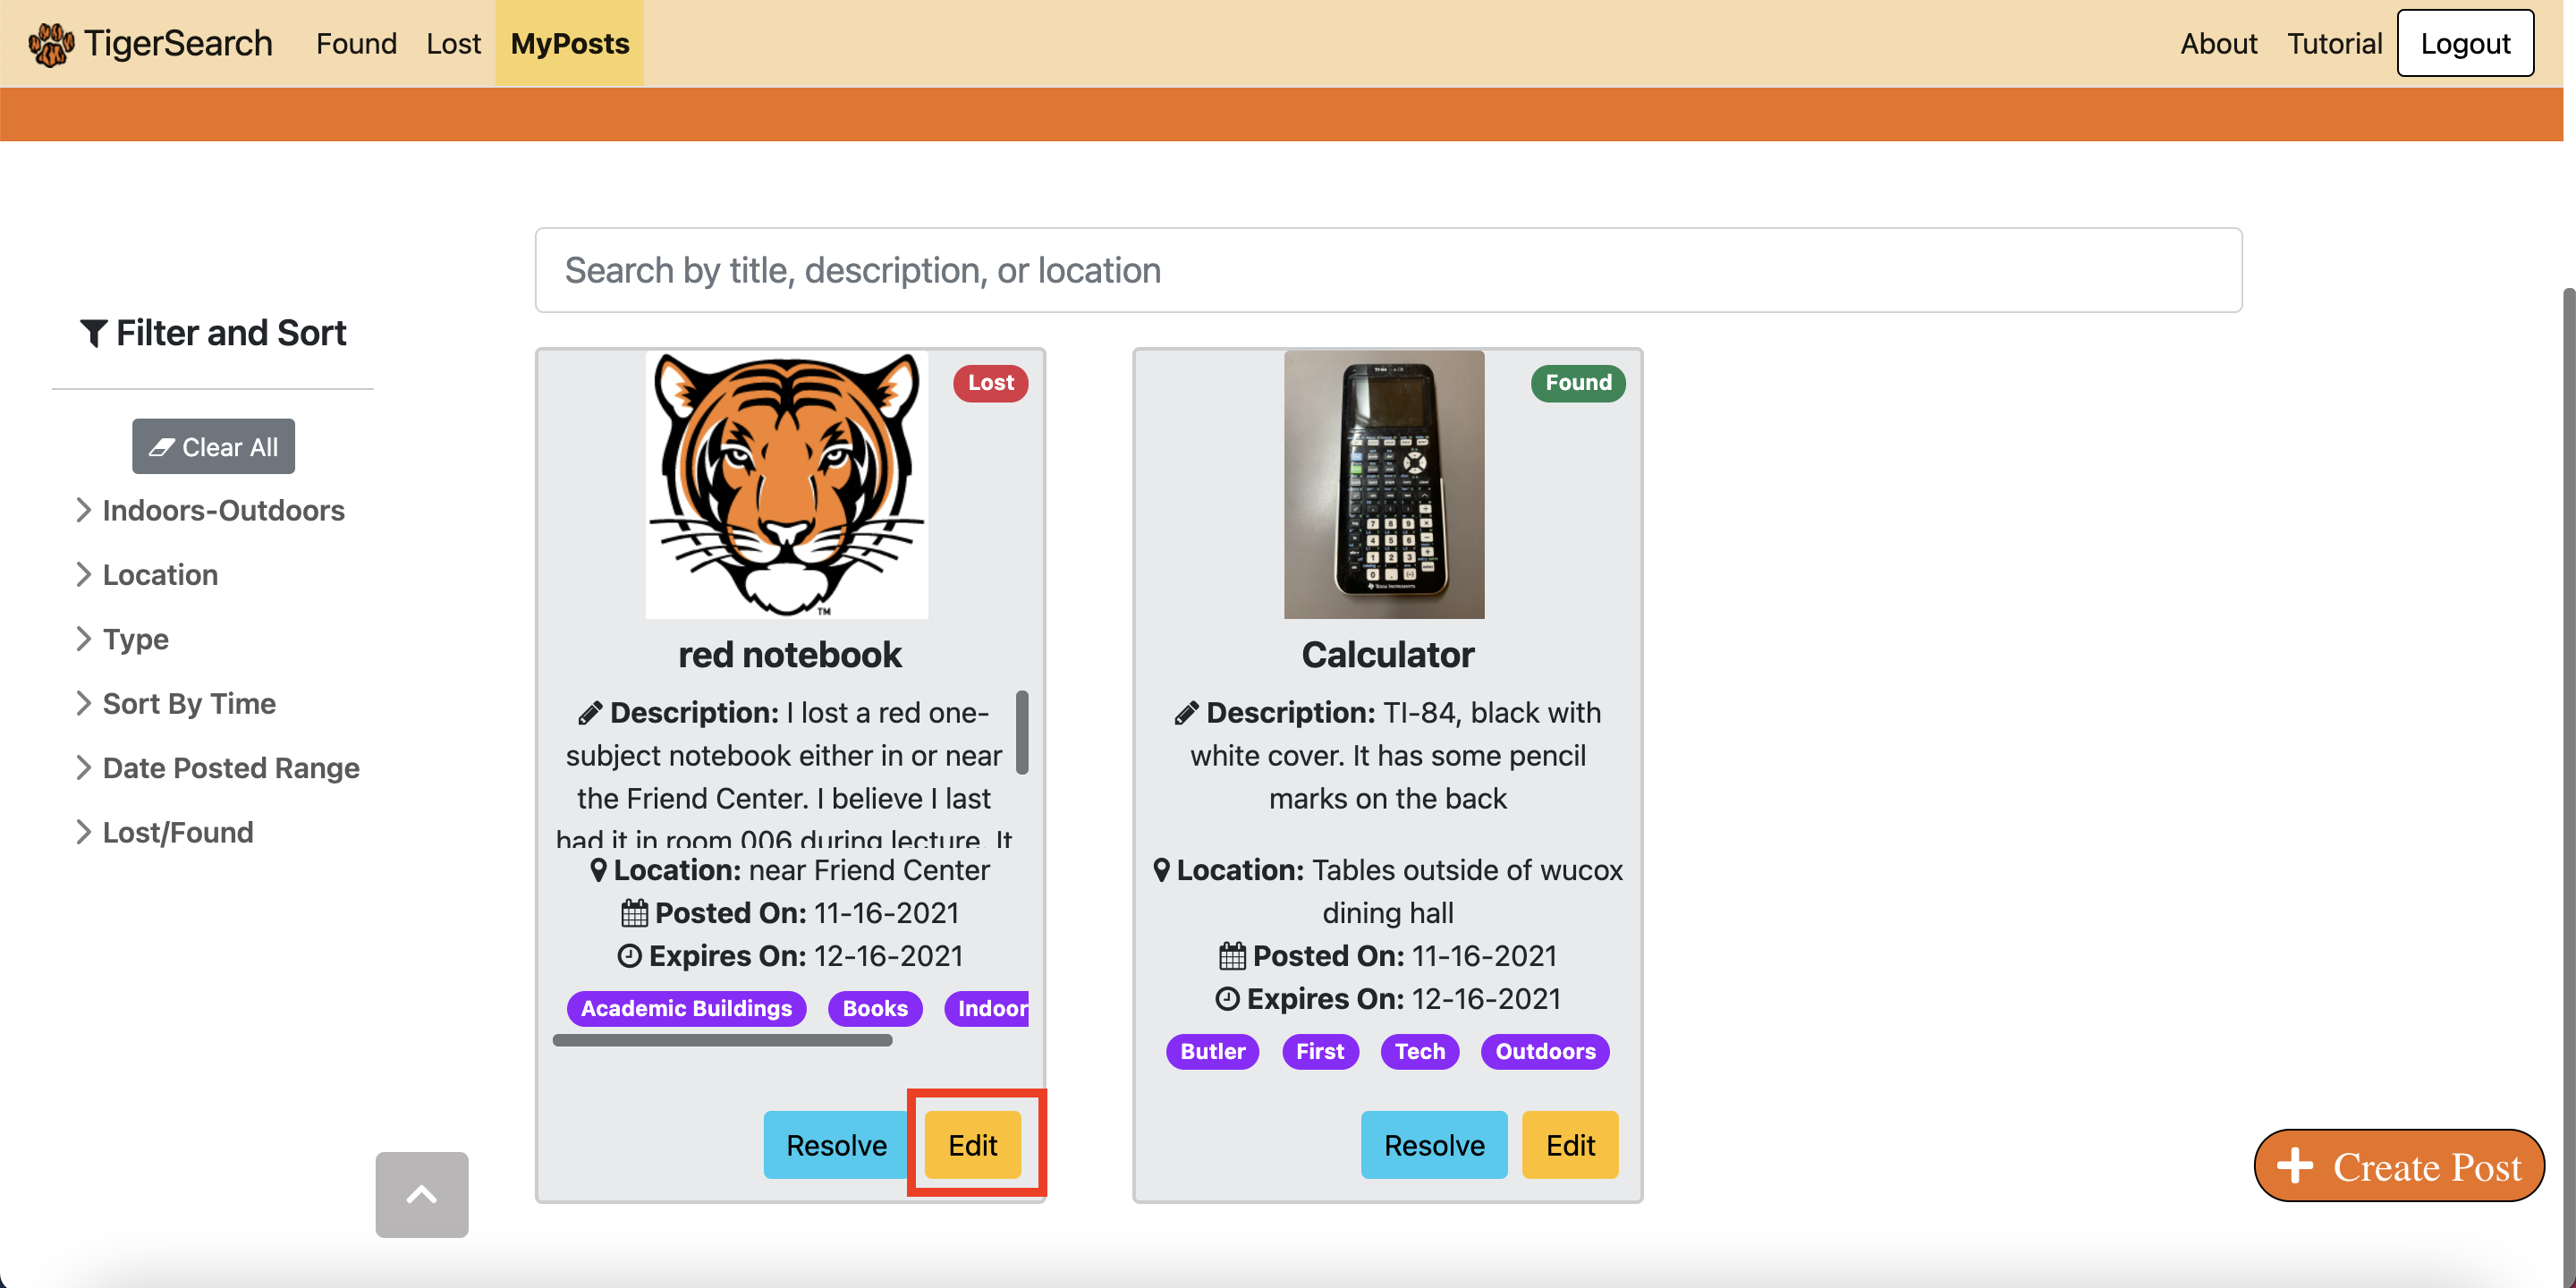 TigerSearch Found Lost MyPosts About Tutorial Logout
Search by title, description, or location
Filter and Sort
Clear All
Indoors-Outdoors
Location
Type
Sort By Time
Date Posted Range
Lost/Found
Lost
TM
red notebook
Description: I lost a red one-
subject notebook either in or near
the Friend Center. I believe I last
had it in room 006 during lecture. It
Location: near Friend Center
Posted On: 11-16-2021
Expires On: 12-16-2021
Academic Buildings Books Indoor
Resolve Edit
Found
Calculator
Description: TI-84, black with
white cover. It has some pencil
marks on the back
Location: Tables outside of wucox
dining hall
Posted On: 11-16-2021
Expires On: 12-16-2021
Butler First Tech Outdoors
Resolve Edit
Create Post